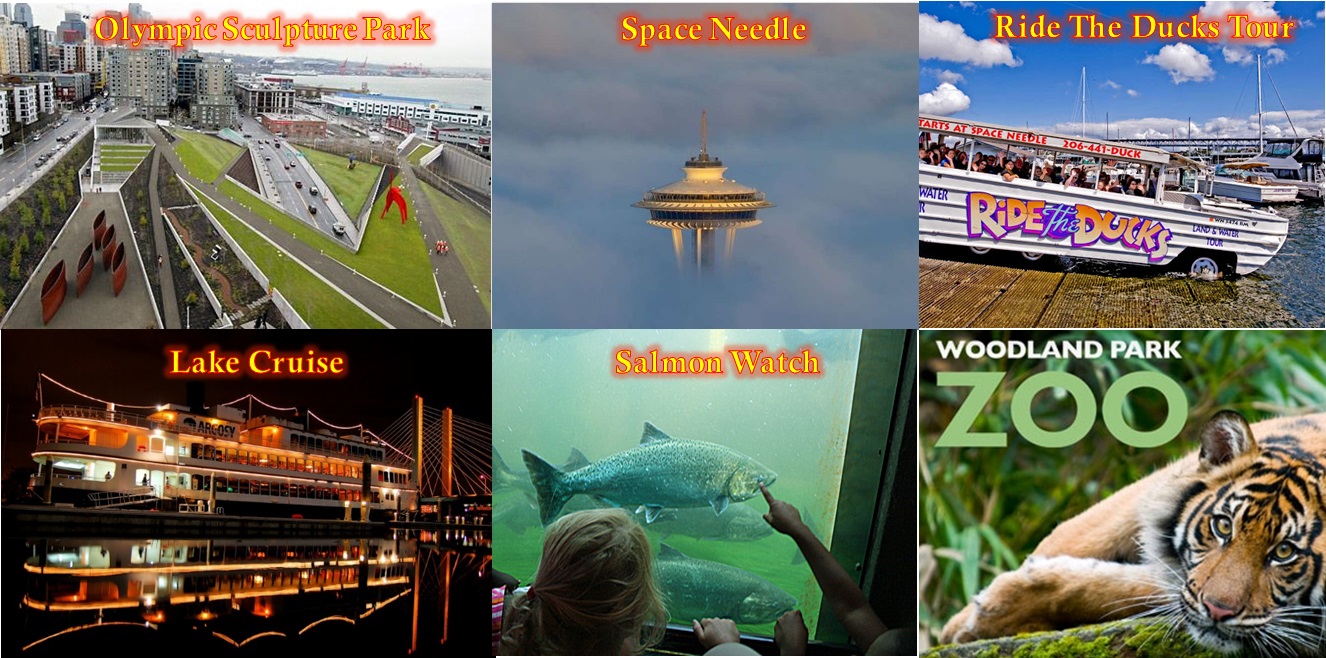 Olympic Sculpture Park
Space Needle
Ride The Ducks Tour
TARTS AT SPACE NEEDLE 206-441-DUCK
WATER
RiDE the DUCKS
LAND & WATER
TOUR
Lake Cruise
ARGOSY
Salmon Watch
WOODLAND PARK
ZOO